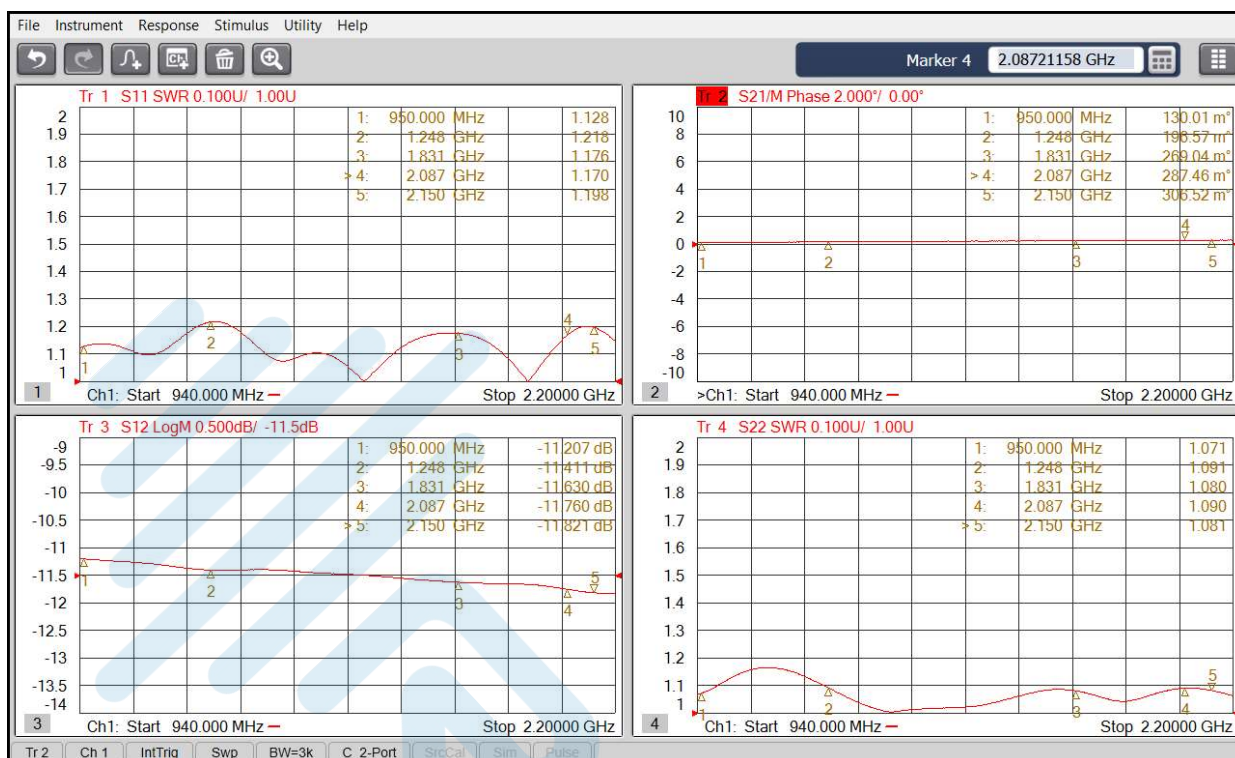 File Instrument Response Stimulus Utility Help
Marker 4 2.08721158 GHz
Tr 1 S11 SWR 0.100U/ 1.00U
2
1.9
1.8
1.7
1.6
1.5
1.4
1.3
1.2
1.1
1
1: 950.000 MHz 1.128
2: 1.248 GHz 1.218
3: 1.831 GHz 1.176
> 4: 2.087 GHz 1.170
5: 2.150 GHz 1.198
1
2
3
4
5
1 Ch1: Start 940.000 MHz Stop 2.20000 GHz
Tr 2 S21/M Phase 2.000°/ 0.00°
10
8
6
4
2
0
-2
-4
-6
-8
-10
1: 950.000 MHz 130.01 m°
2: 1.248 GHz 198.57 m°
3: 1.831 GHz 269.04 m°
> 4: 2.087 GHz 287.46 m°
5: 2.150 GHz 306.52 m°
1
2
3
4
5
2 >Ch1: Start 940.000 MHz Stop 2.20000 GHz
Tr 3 S12 LogM 0.500dB/ -11.5dB
-9
-9.5
-10
-10.5
-11
-11.5
-12
-12.5
-13
-13.5
-14
1: 950.000 MHz -11.207 dB
2: 1.248 GHz -11.411 dB
3: 1.831 GHz -11.630 dB
4: 2.087 GHz -11.760 dB
> 5: 2.150 GHz -11.821 dB
1
2
3
4
5
3 Ch1: Start 940.000 MHz Stop 2.20000 GHz
Tr 4 S22 SWR 0.100U/ 1.00U
2
1.9
1.8
1.7
1.6
1.5
1.4
1.3
1.2
1.1
1
1: 950.000 MHz 1.071
2: 1.248 GHz 1.091
3: 1.831 GHz 1.080
4: 2.087 GHz 1.090
> 5: 2.150 GHz 1.081
1
2
3
4
5
4 Ch1: Start 940.000 MHz Stop 2.20000 GHz
Tr 2 Ch 1 IntTrig Swp BW=3k C 2-Port SrcCal Sim Pulse